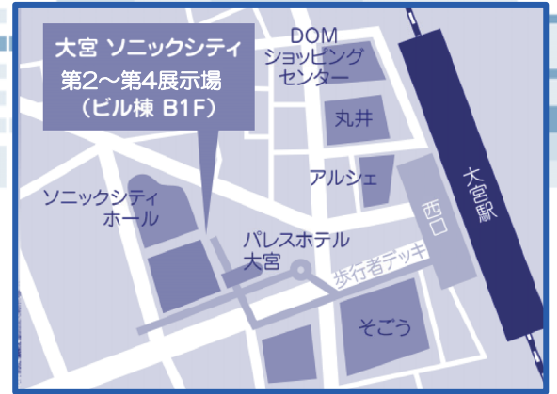 大宮 ソニックシティ
第2〜第4展示場
（ビル棟 B1F）
DOM
ショッピング
センター
丸井
アルシェ
大宮駅
西口
ソニックシティ
ホール
パレスホテル
大宮
歩行者デッキ
そごう